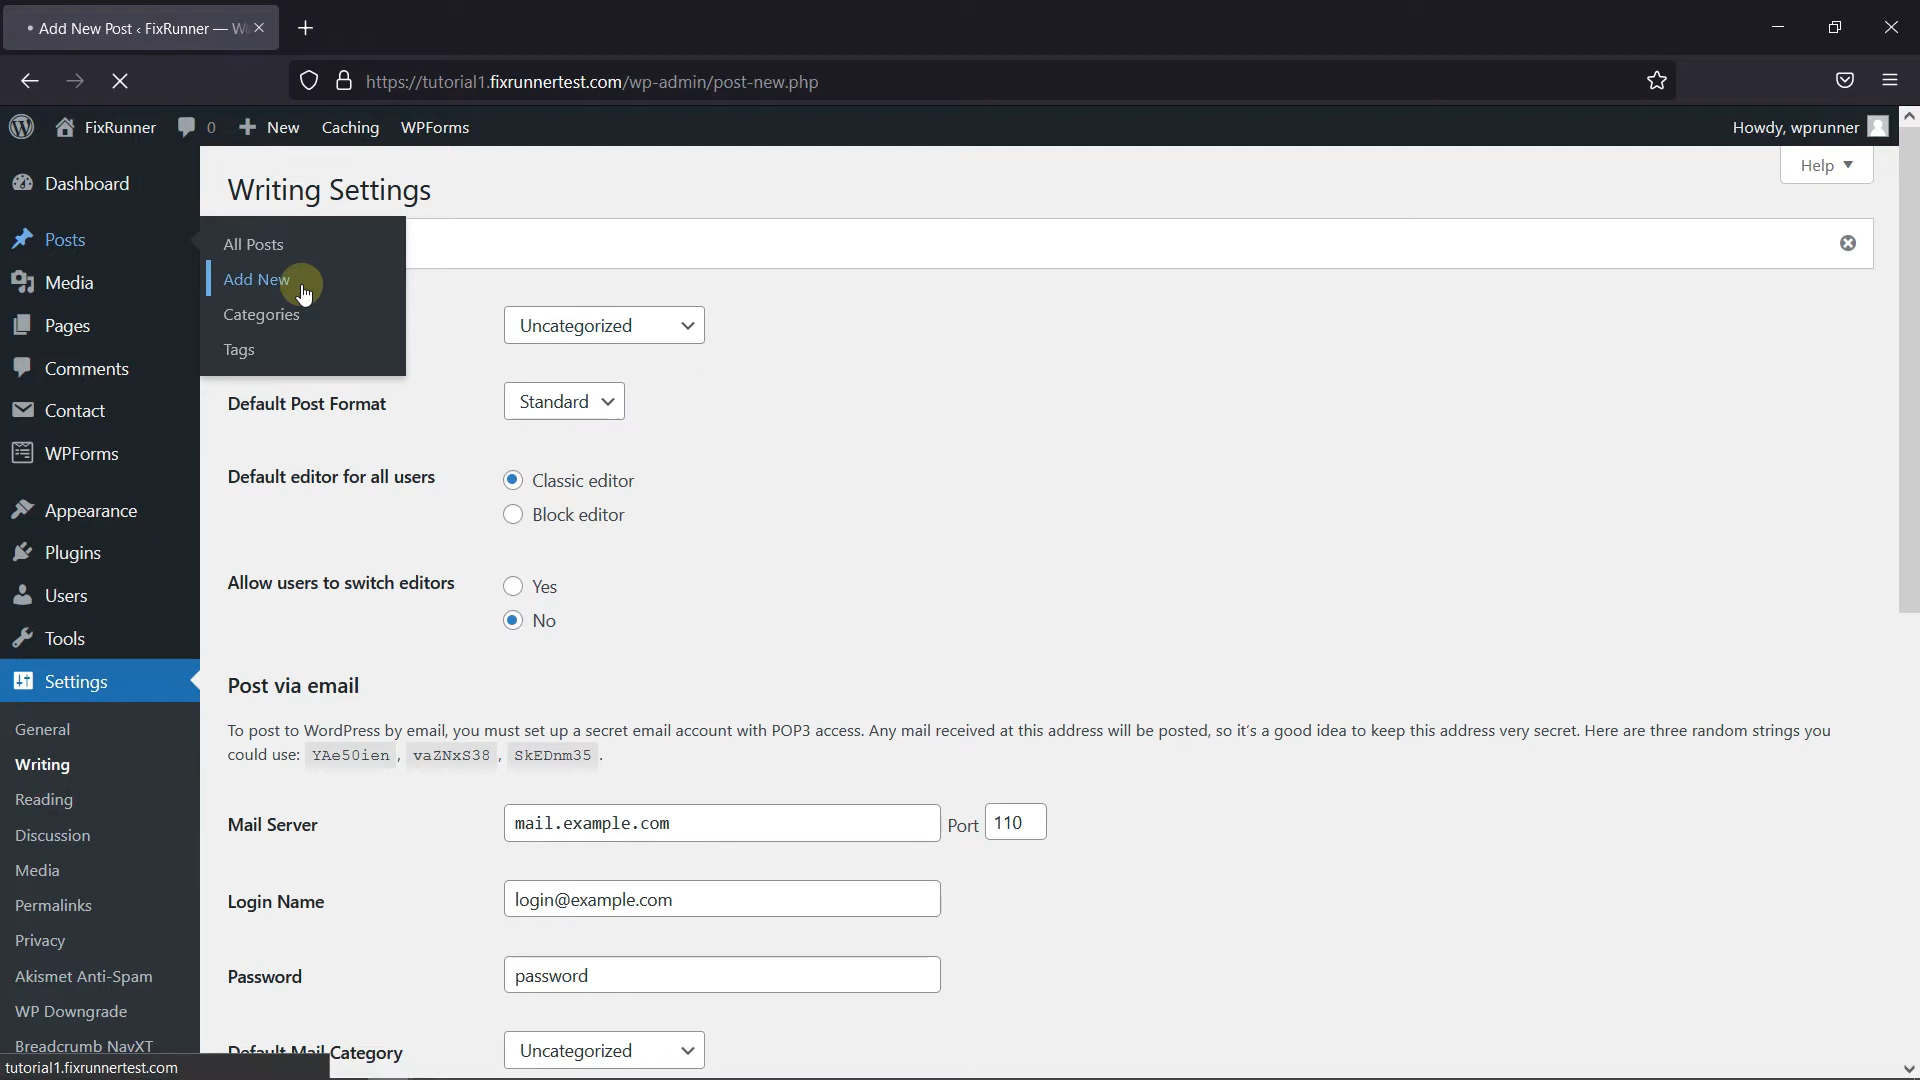 Add New Post ‹ FixRunner — W
https://tutorial1.fixrunnertest.com/wp-admin/post-new.php
FixRunner 0 New Caching WPForms Howdy, wprunner
Help
Dashboard
Posts
Media
Pages
Comments
Contact
WPForms
Appearance
Plugins
Users
Tools
Settings
General
Writing
Reading
Discussion
Media
Permalinks
Privacy
Akismet Anti-Spam
WP Downgrade
Breadcrumb NavXT
All Posts
Add New
Categories
Tags
Writing Settings
Uncategorized
Default Post Format Standard
Default editor for all users Classic editor
Block editor
Allow users to switch editors Yes
No
Post via email
To post to WordPress by email, you must set up a secret email account with POP3 access. Any mail received at this address will be posted, so it's a good idea to keep this address very secret. Here are three random strings you
could use: YAe50ien , vaZNxS38 , SkEDnm35 .
Mail Server mail.example.com Port 110
Login Name login@example.com
Password password
Default Mail Category Uncategorized
tutorial1.fixrunnertest.com